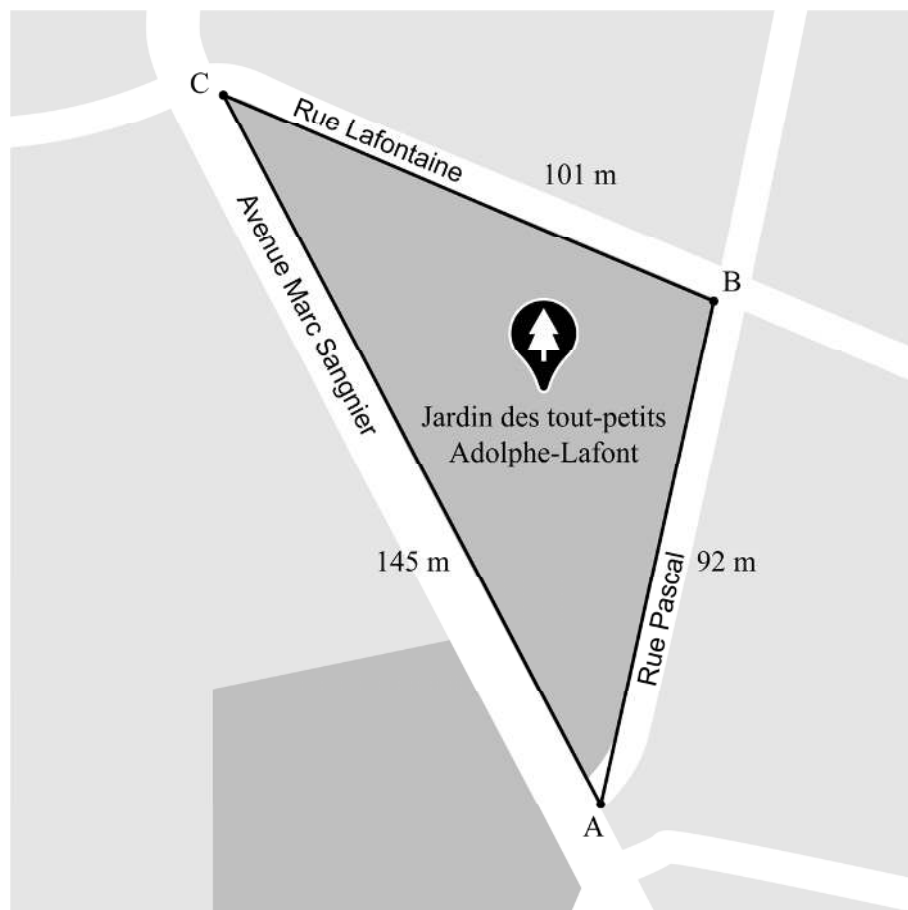 C
Rue Lafontaine
101 m
B
Avenue Marc Sangnier
Jardin des tout-petits
Adolphe-Lafont
145 m
92 m
Rue Pascal
A